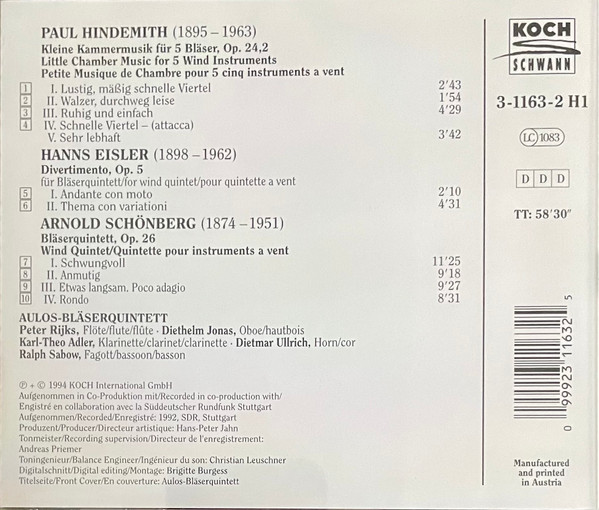 PAUL HINDEMITH (1895 – 1963)
Kleine Kammermusik für 5 Bläser, Op. 24,2
Little Chamber Music for 5 Wind Instruments
Petite Musique de Chambre pour 5 cinq instruments a vent
1 I. Lustig, mäßig schnelle Viertel 2'43
2 II. Walzer, durchweg leise 1'54
3 III. Ruhig und einfach 4'29
4 IV. Schnelle Viertel – (attacca)
V. Sehr lebhaft 3'42
HANNS EISLER (1898 – 1962)
Divertimento, Op. 5
für Bläserquintett/for wind quintet/pour quintette a vent
5 I. Andante con moto 2'10
6 II. Thema con variationi 4'31
ARNOLD SCHÖNBERG (1874 – 1951)
Bläserquintett, Op. 26
Wind Quintet/Quintette pour instruments a vent
7 I. Schwungvoll 11'25
8 II. Anmutig 9'18
9 III. Etwas langsam. Poco adagio 9'27
10 IV. Rondo 8'31
AULOS-BLÄSERQUINTETT
Peter Rijks, Flöte/flute/flûte · Diethelm Jonas, Oboe/hautbois
Karl-Theo Adler, Klarinette/clarinet/clarinette · Dietmar Ullrich, Horn/cor
Ralph Sabow, Fagott/bassoon/basson
℗ + © 1994 KOCH International GmbH
Aufgenommen in Co-Produktion mit/Recorded in co-production with/
Engistré en collaboration avec la Süddeutscher Rundfunk Stuttgart
Aufgenommen/Recorded/Enregistré: 1992, SDR, Stuttgart
Produzent/Producer/Directeur artistique: Hans-Peter Jahn
Tonmeister/Recording supervision/Directeur de l'enregistrement:
Andreas Priemer
Toningenieur/Balance Engineer/Ingénieur du son: Christian Leuschner
Digitalschnitt/Digital editing/Montage: Brigitte Burgess
Titelseite/Front Cover/En couverture: Aulos-Bläserquintett
KOCH
SCHWANN
3-1163-2 H1
LC 1083
D D D
TT: 58'30"
0 99923 11632 5
Manufactured
and printed
in Austria